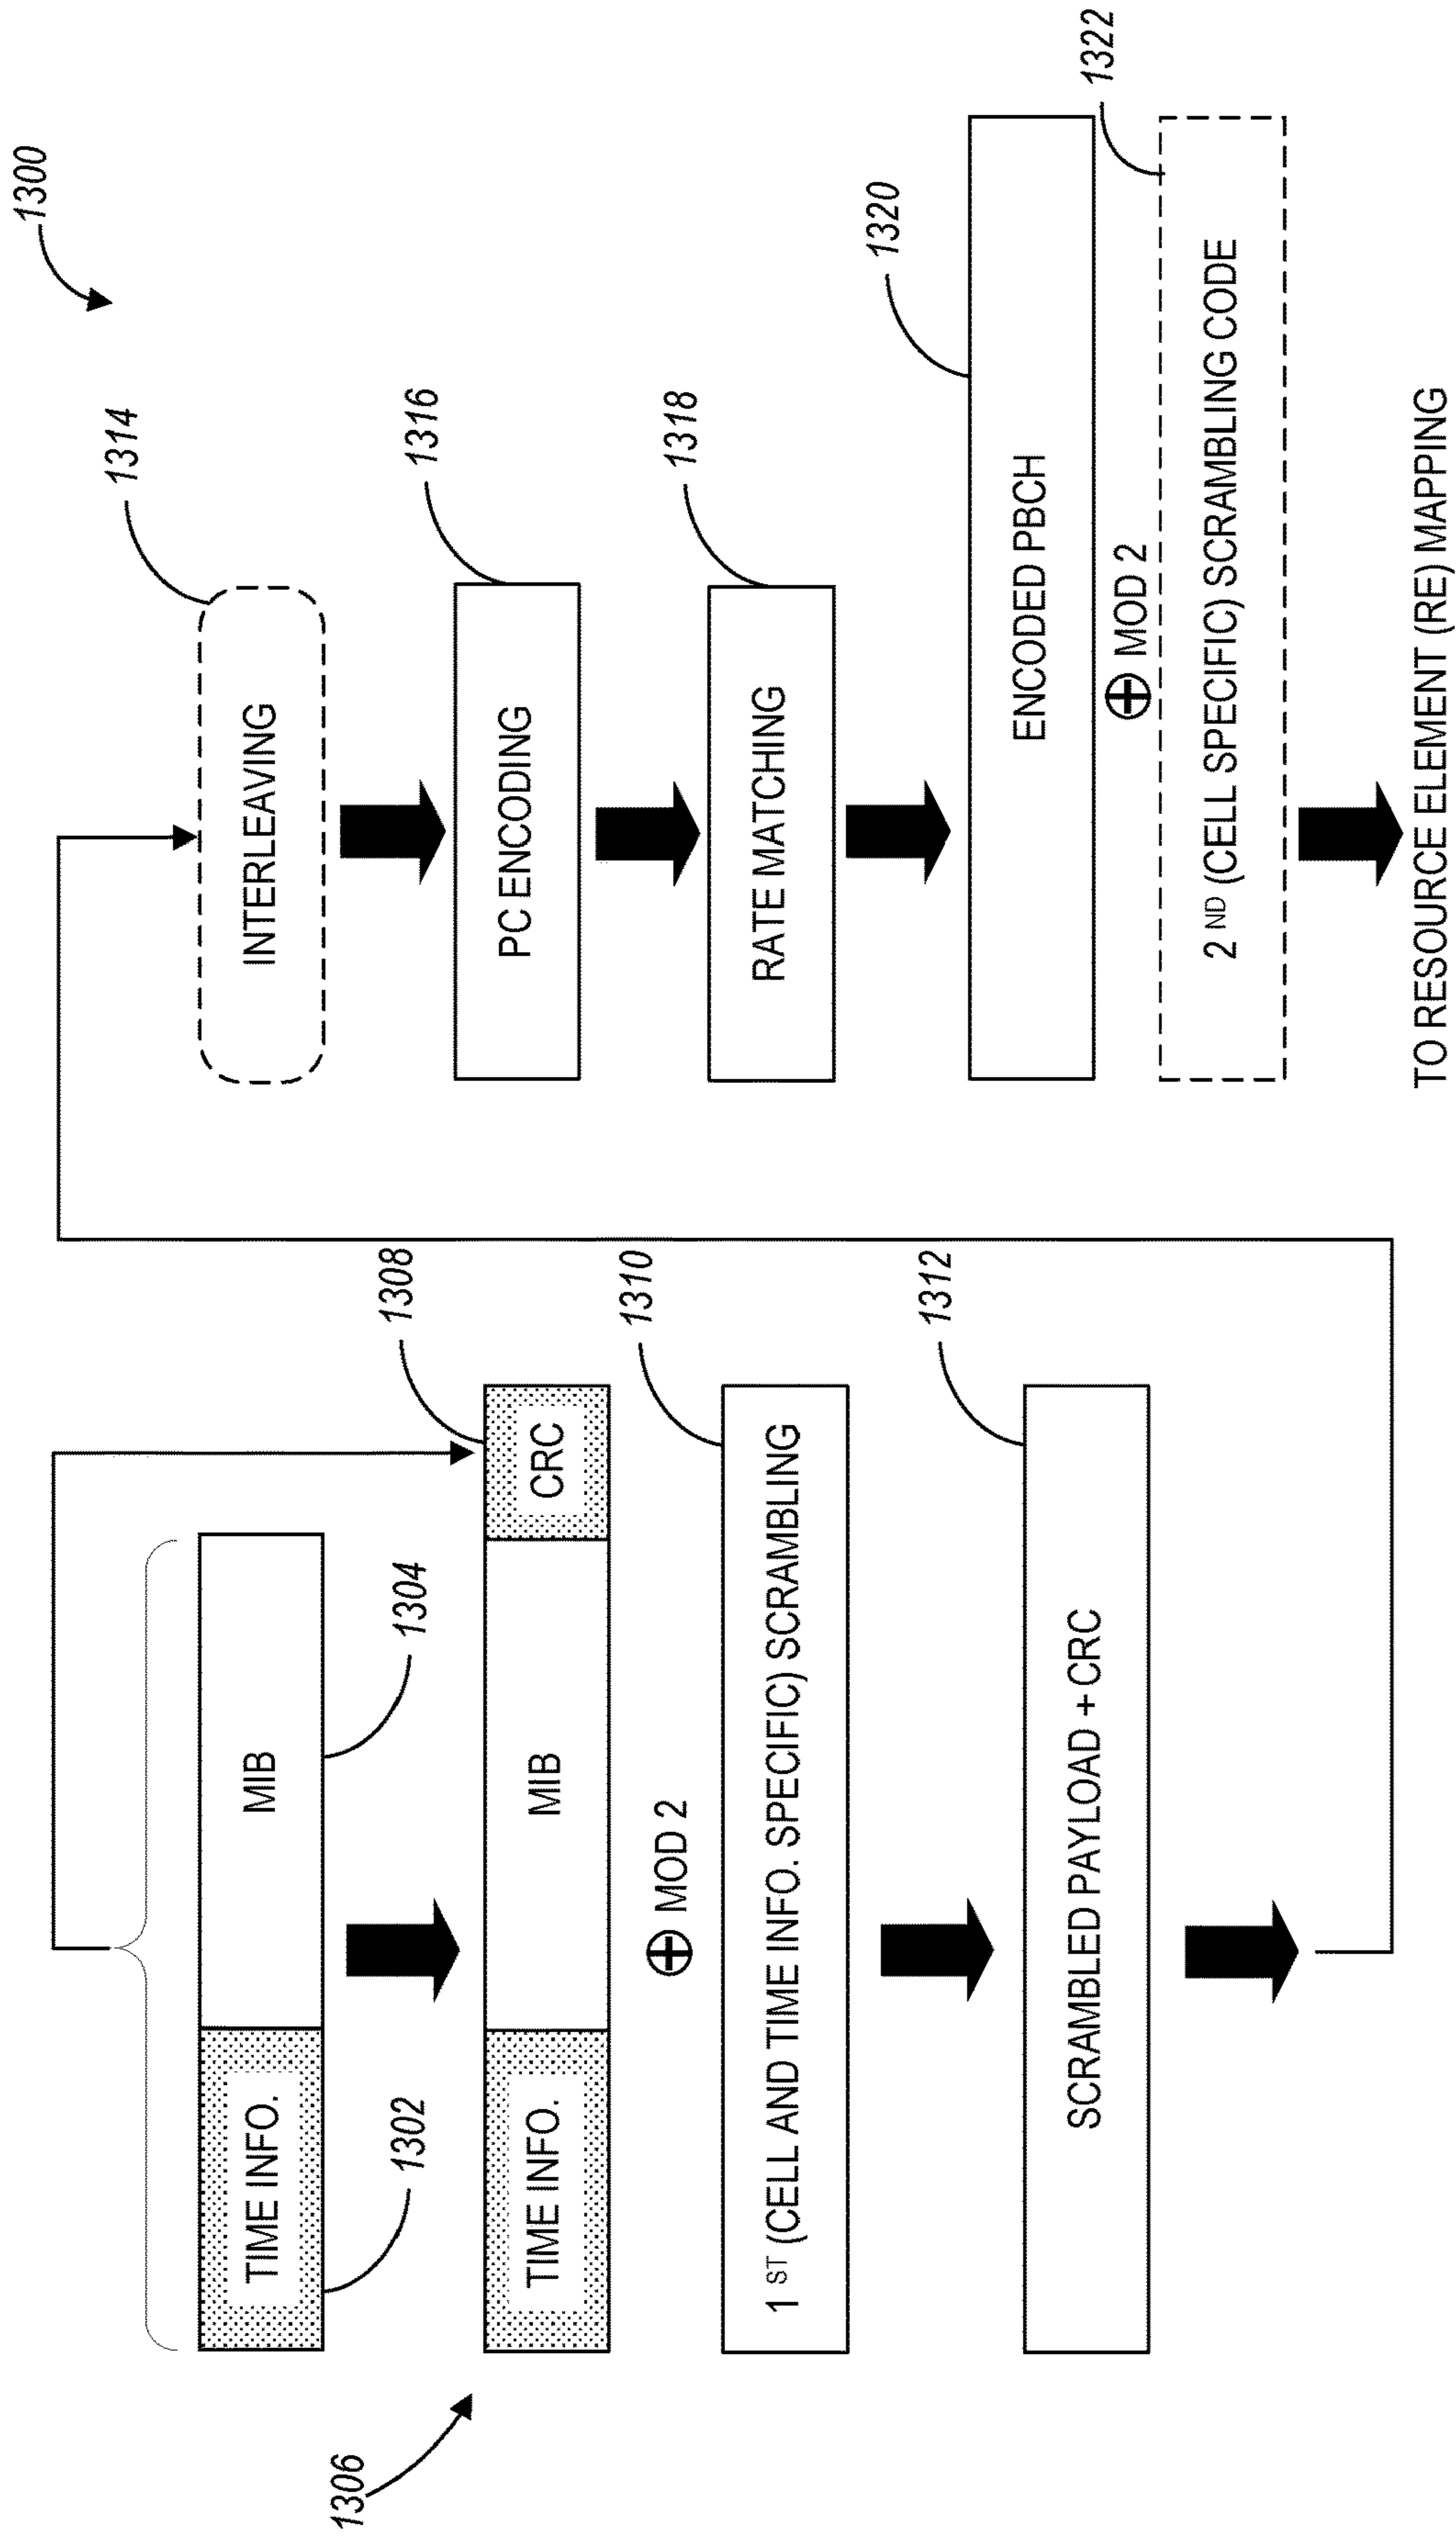 1300
TIME INFO.
MIB
1302
1304
1306
TIME INFO.
MIB
CRC
1308
⊕ MOD 2
1310
1 ST (CELL AND TIME INFO. SPECIFIC) SCRAMBLING
1312
SCRAMBLED PAYLOAD + CRC
1314
INTERLEAVING
1316
PC ENCODING
1318
RATE MATCHING
1320
ENCODED PBCH
⊕ MOD 2
1322
2 ND (CELL SPECIFIC) SCRAMBLING CODE
TO RESOURCE ELEMENT (RE) MAPPING